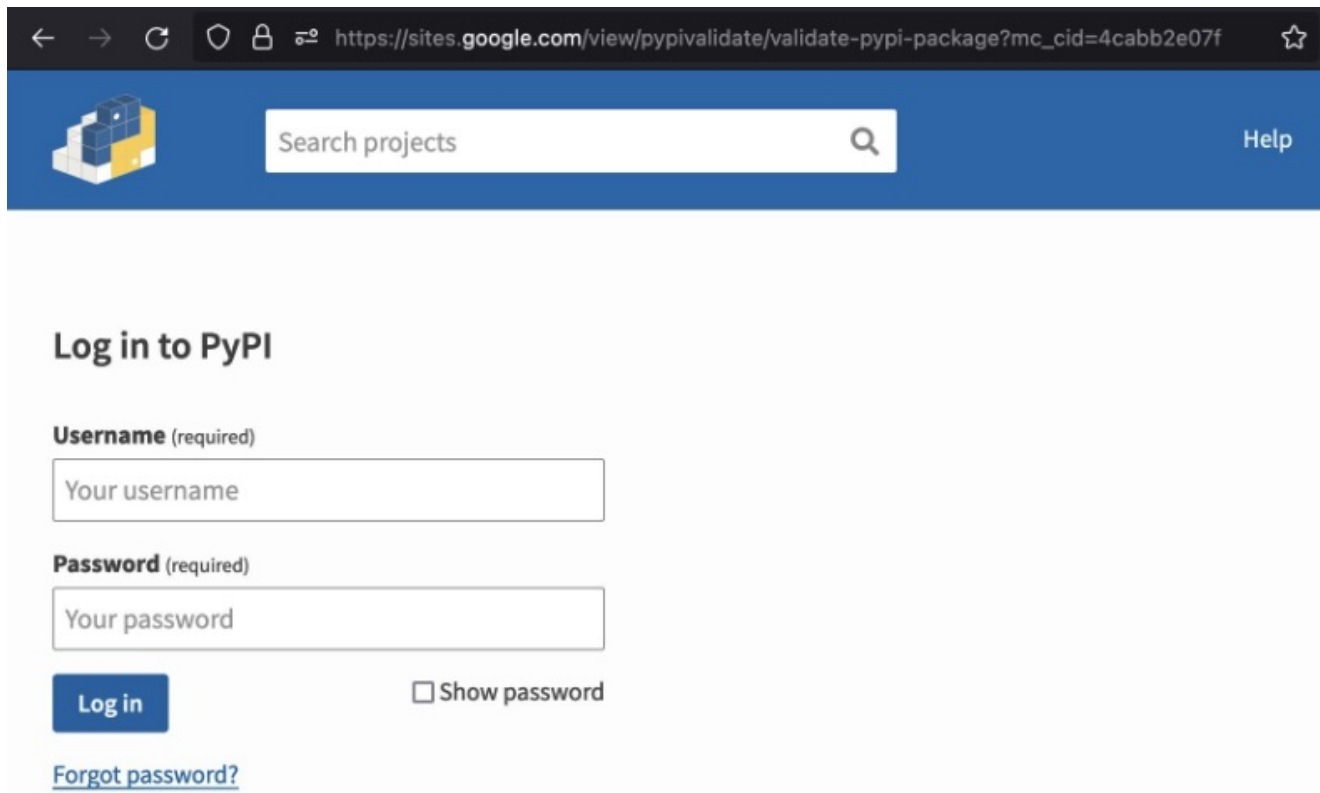 https://sites.google.com/view/pypivalidate/validate-pypi-package?mc_cid=4cabb2e07f
Search projects
Help
Log in to PyPI
Username (required)
Your username
Password (required)
Your password
Log in
Show password
Forgot password?